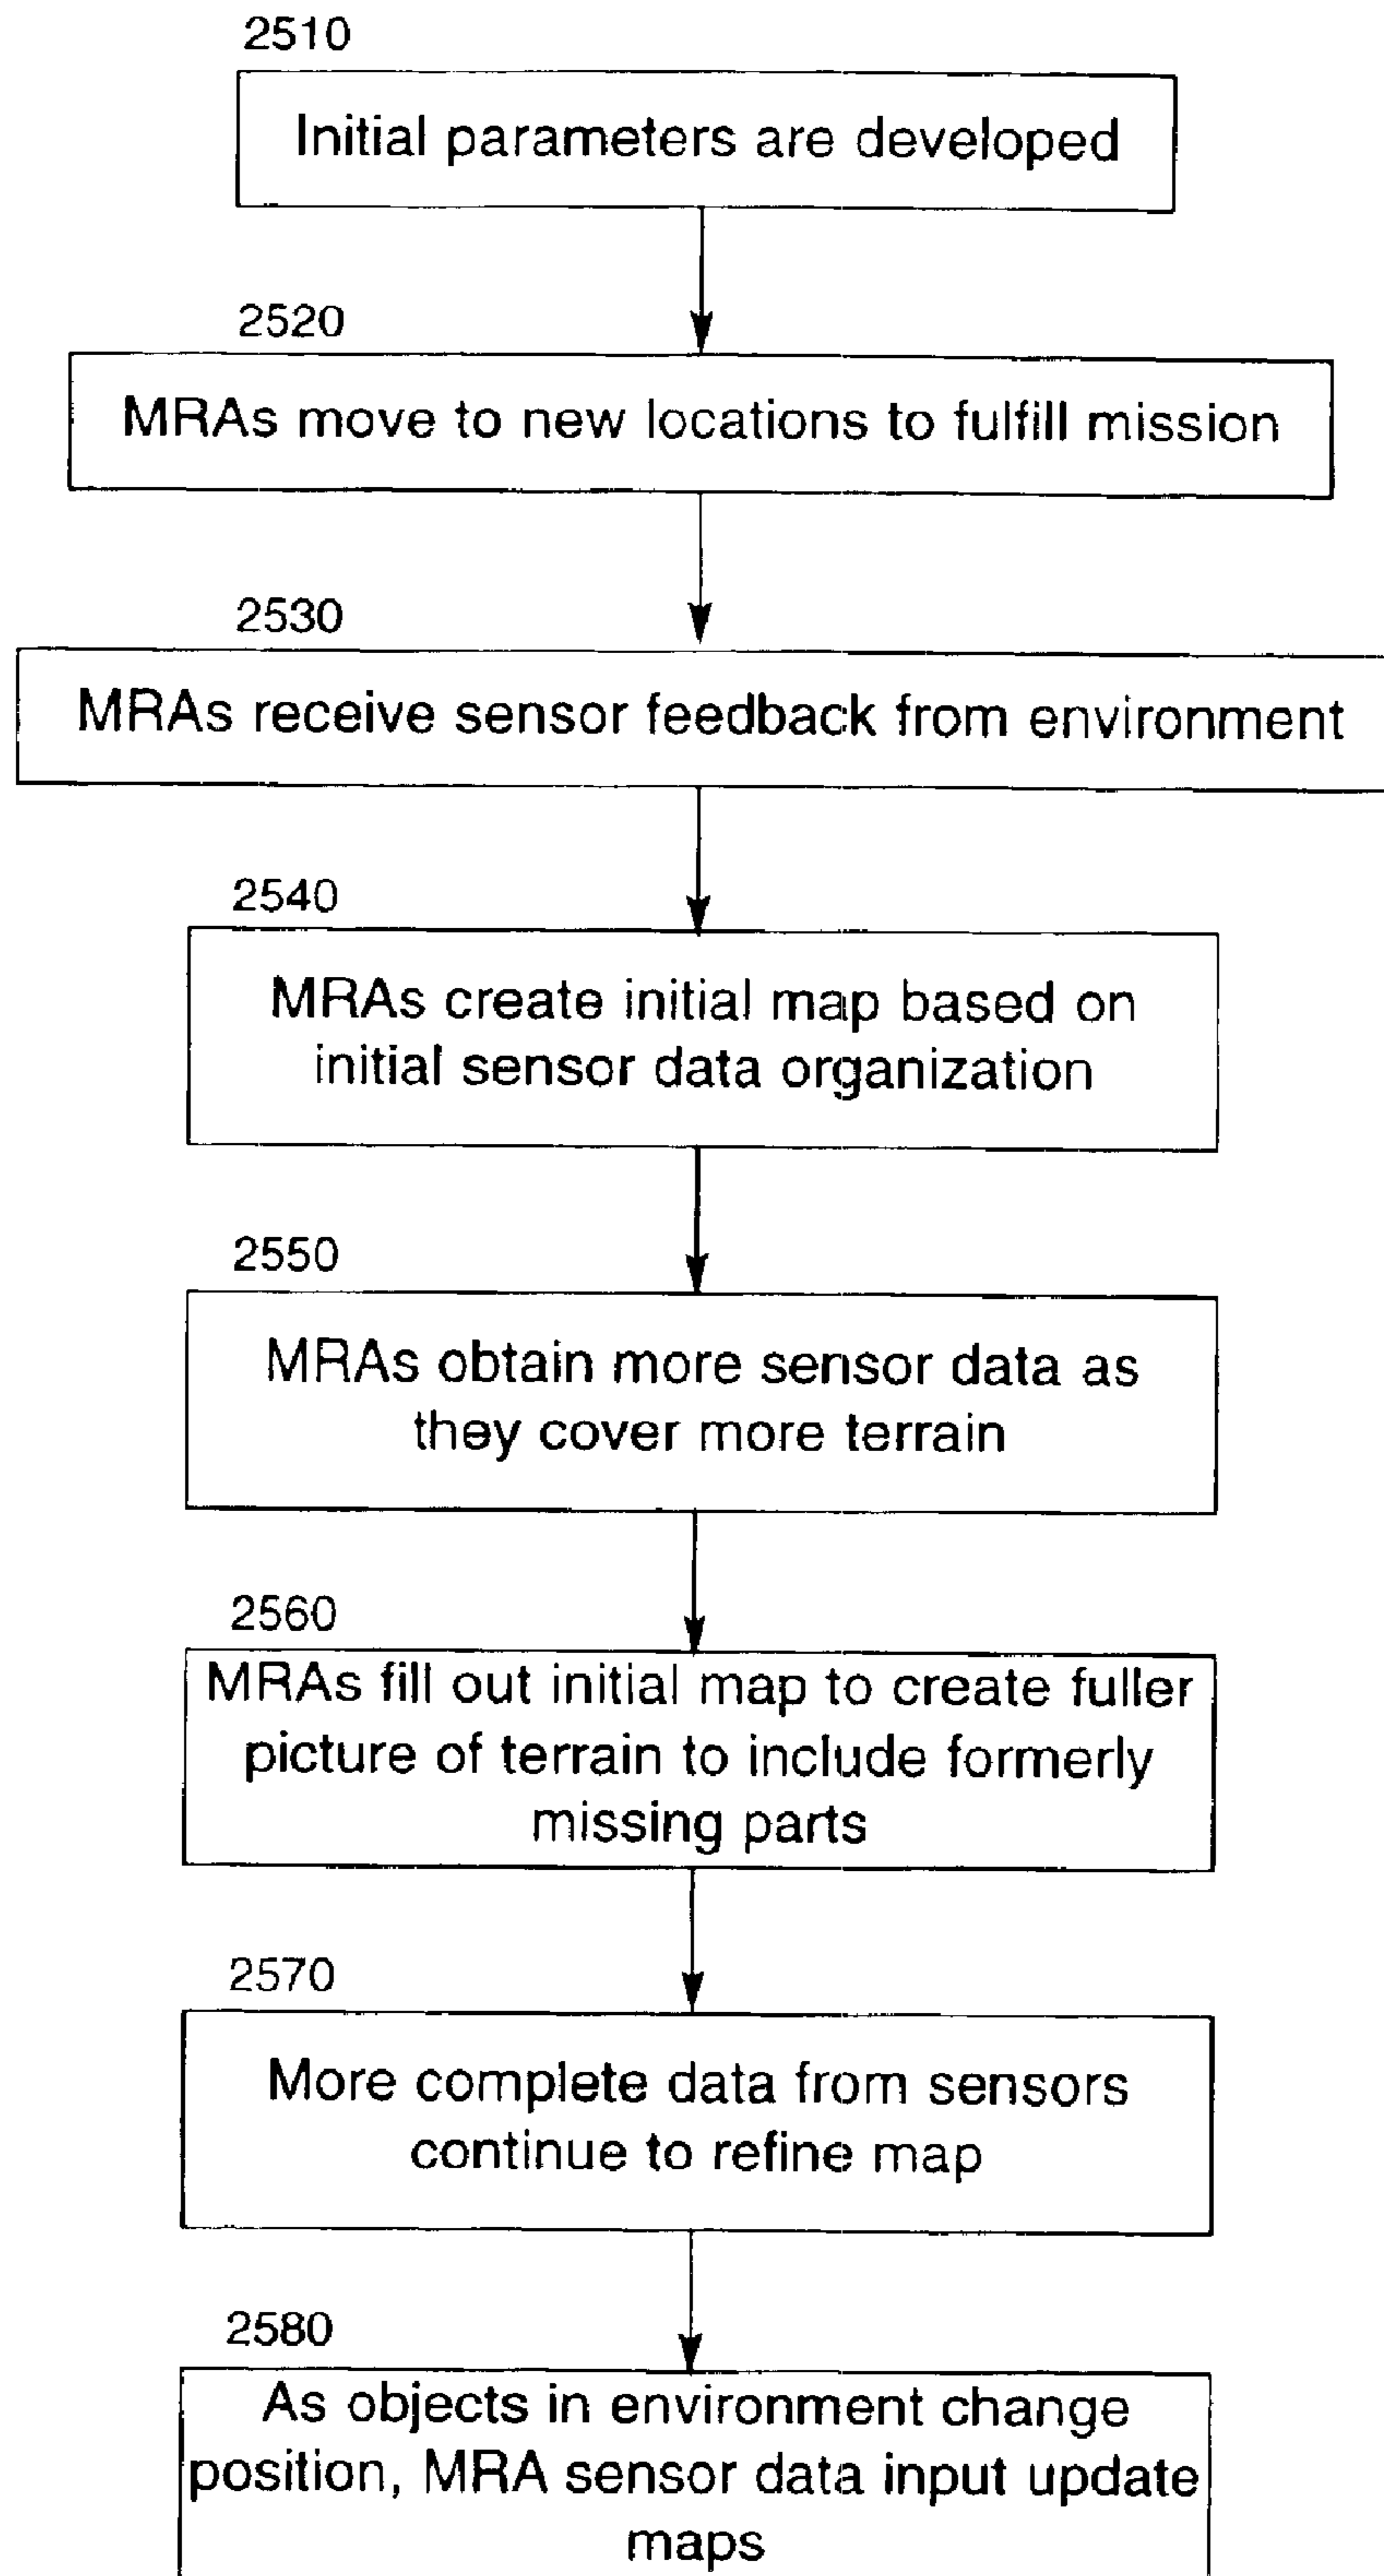 2510
Initial parameters are developed
2520
MRAs move to new locations to fulfill mission
2530
MRAs receive sensor feedback from environment
2540
MRAs create initial map based on
initial sensor data organization
2550
MRAs obtain more sensor data as
they cover more terrain
2560
MRAs fill out initial map to create fuller
picture of terrain to include formerly
missing parts
2570
More complete data from sensors
continue to refine map
2580
As objects in environment change
position, MRA sensor data input update
maps